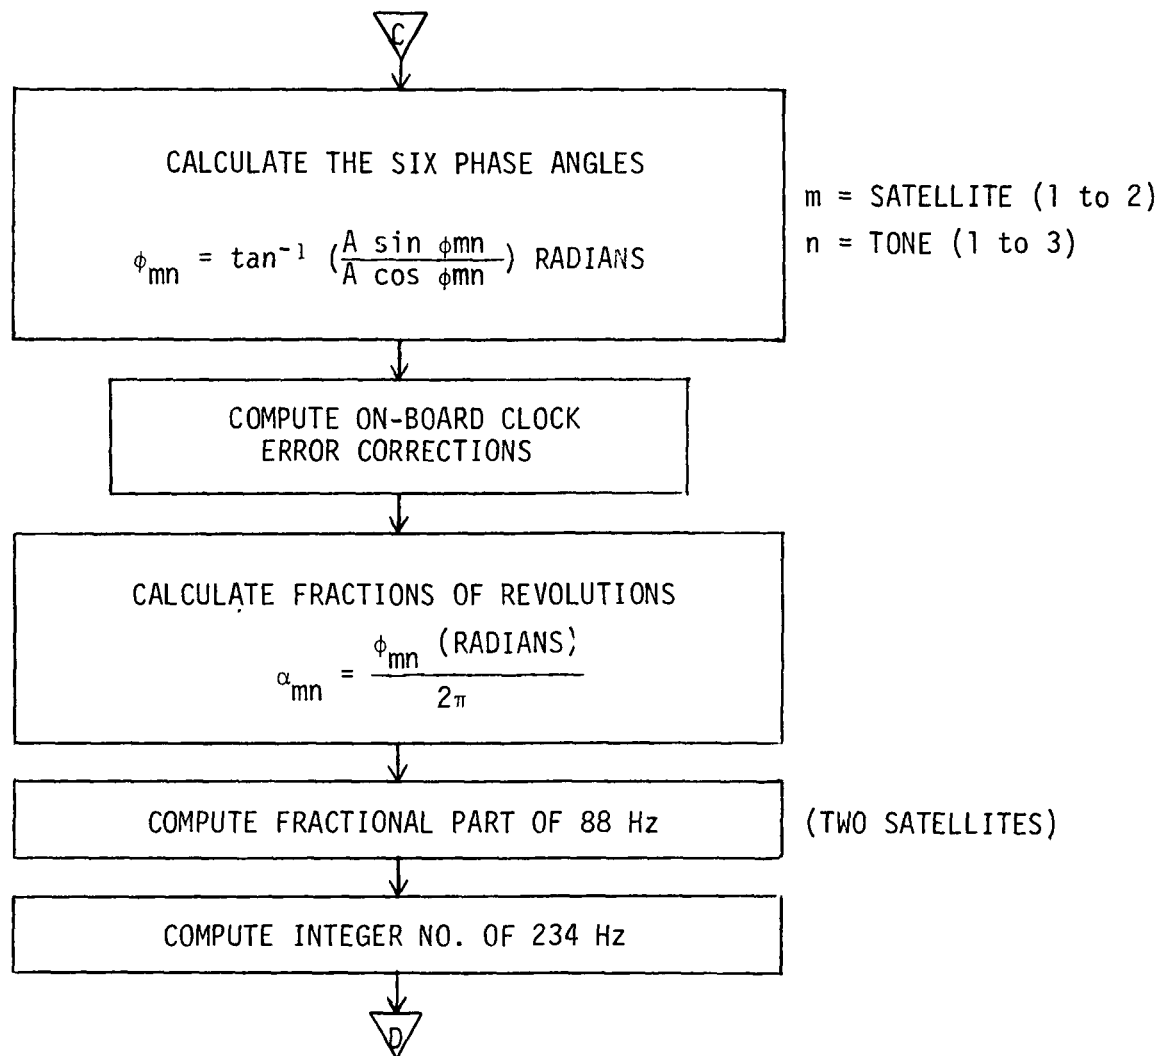 C
CALCULATE THE SIX PHASE ANGLES
ϕmn = tan⁻¹ (A sin ϕmn / A cos ϕmn) RADIANS
m = SATELLITE (1 to 2)
n = TONE (1 to 3)
COMPUTE ON-BOARD CLOCK
ERROR CORRECTIONS
CALCULATE FRACTIONS OF REVOLUTIONS
αmn = ϕmn (RADIANS) / 2π
COMPUTE FRACTIONAL PART OF 88 Hz
(TWO SATELLITES)
COMPUTE INTEGER NO. OF 234 Hz
D